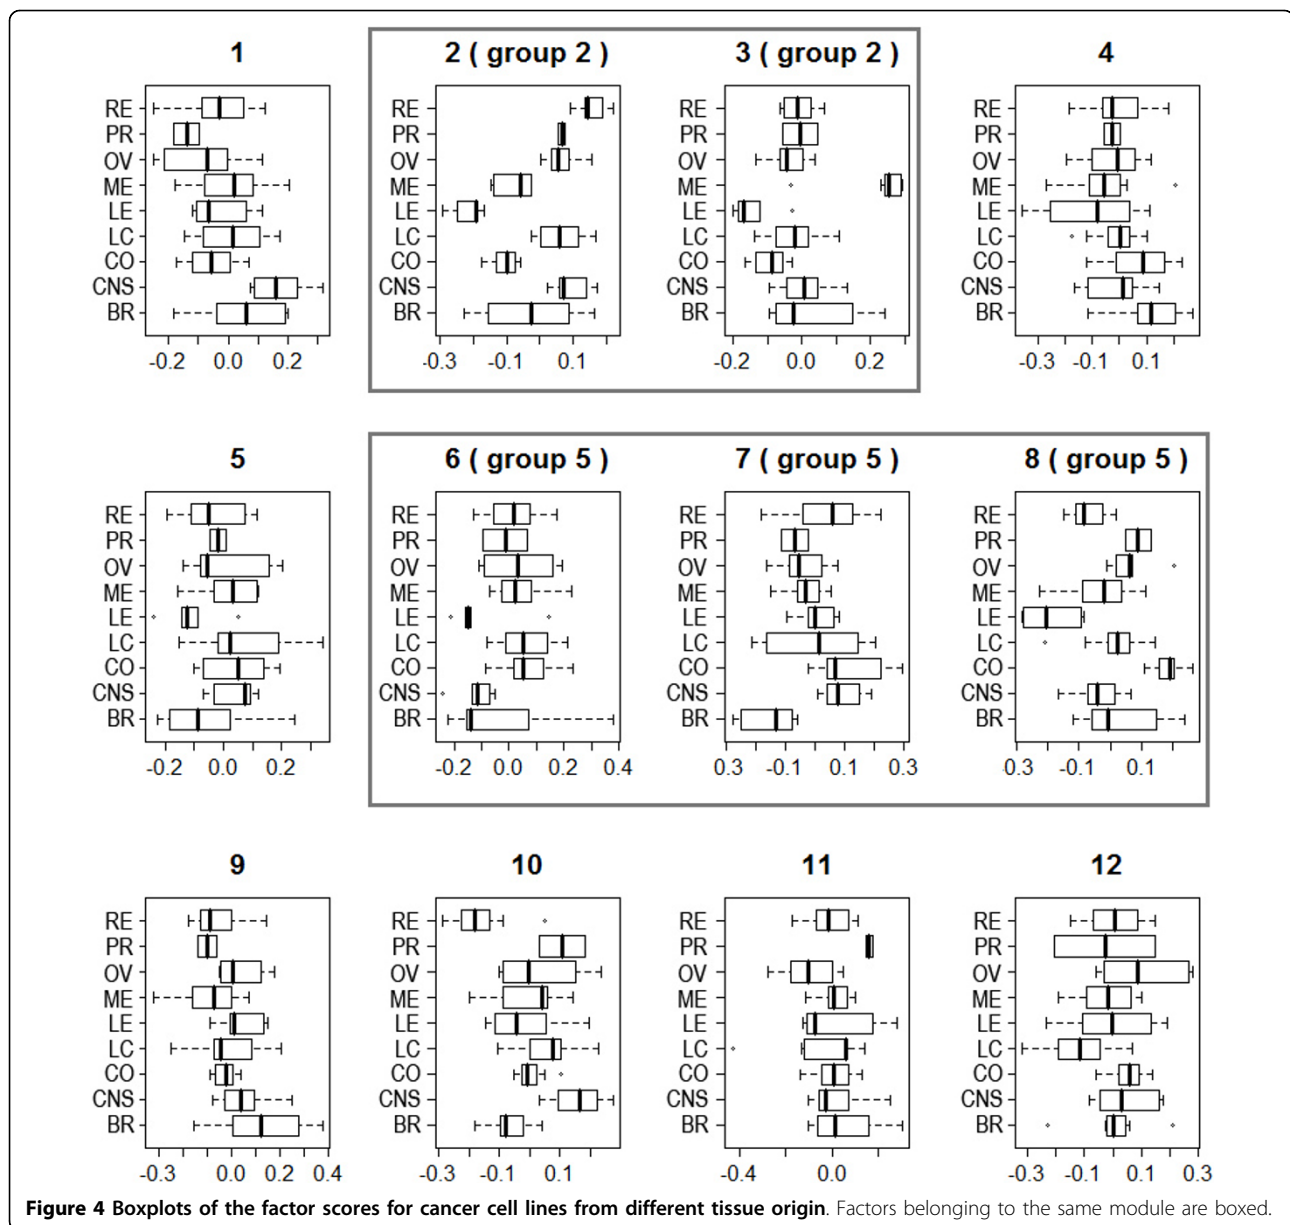 1
2 ( group 2 )
3 ( group 2 )
4
RE
PR
OV
ME
LE
LC
CO
CNS
BR
-0.2 0.0 0.2
RE
PR
OV
ME
LE
LC
CO
CNS
BR
-0.3 -0.1 0.1
RE
PR
OV
ME
LE
LC
CO
CNS
BR
-0.2 0.0 0.2
RE
PR
OV
ME
LE
LC
CO
CNS
BR
-0.3 -0.1 0.1
5
6 ( group 5 )
7 ( group 5 )
8 ( group 5 )
RE
PR
OV
ME
LE
LC
CO
CNS
BR
-0.2 0.0 0.2
RE
PR
OV
ME
LE
LC
CO
CNS
BR
-0.2 0.0 0.2 0.4
RE
PR
OV
ME
LE
LC
CO
CNS
BR
0.3 -0.1 0.1 0.3
RE
PR
OV
ME
LE
LC
CO
CNS
BR
.0.3 -0.1 0.1
9
10
11
12
RE
PR
OV
ME
LE
LC
CO
CNS
BR
-0.3 0.0 0.2 0.4
RE
PR
OV
ME
LE
LC
CO
CNS
BR
-0.3 -0.1 0.1
RE
PR
OV
ME
LE
LC
CO
CNS
BR
-0.4 0.0
RE
PR
OV
ME
LE
LC
CO
CNS
BR
-0.3 -0.1 0.1 0.3
Figure 4 Boxplots of the factor scores for cancer cell lines from different tissue origin. Factors belonging to the same module are boxed.